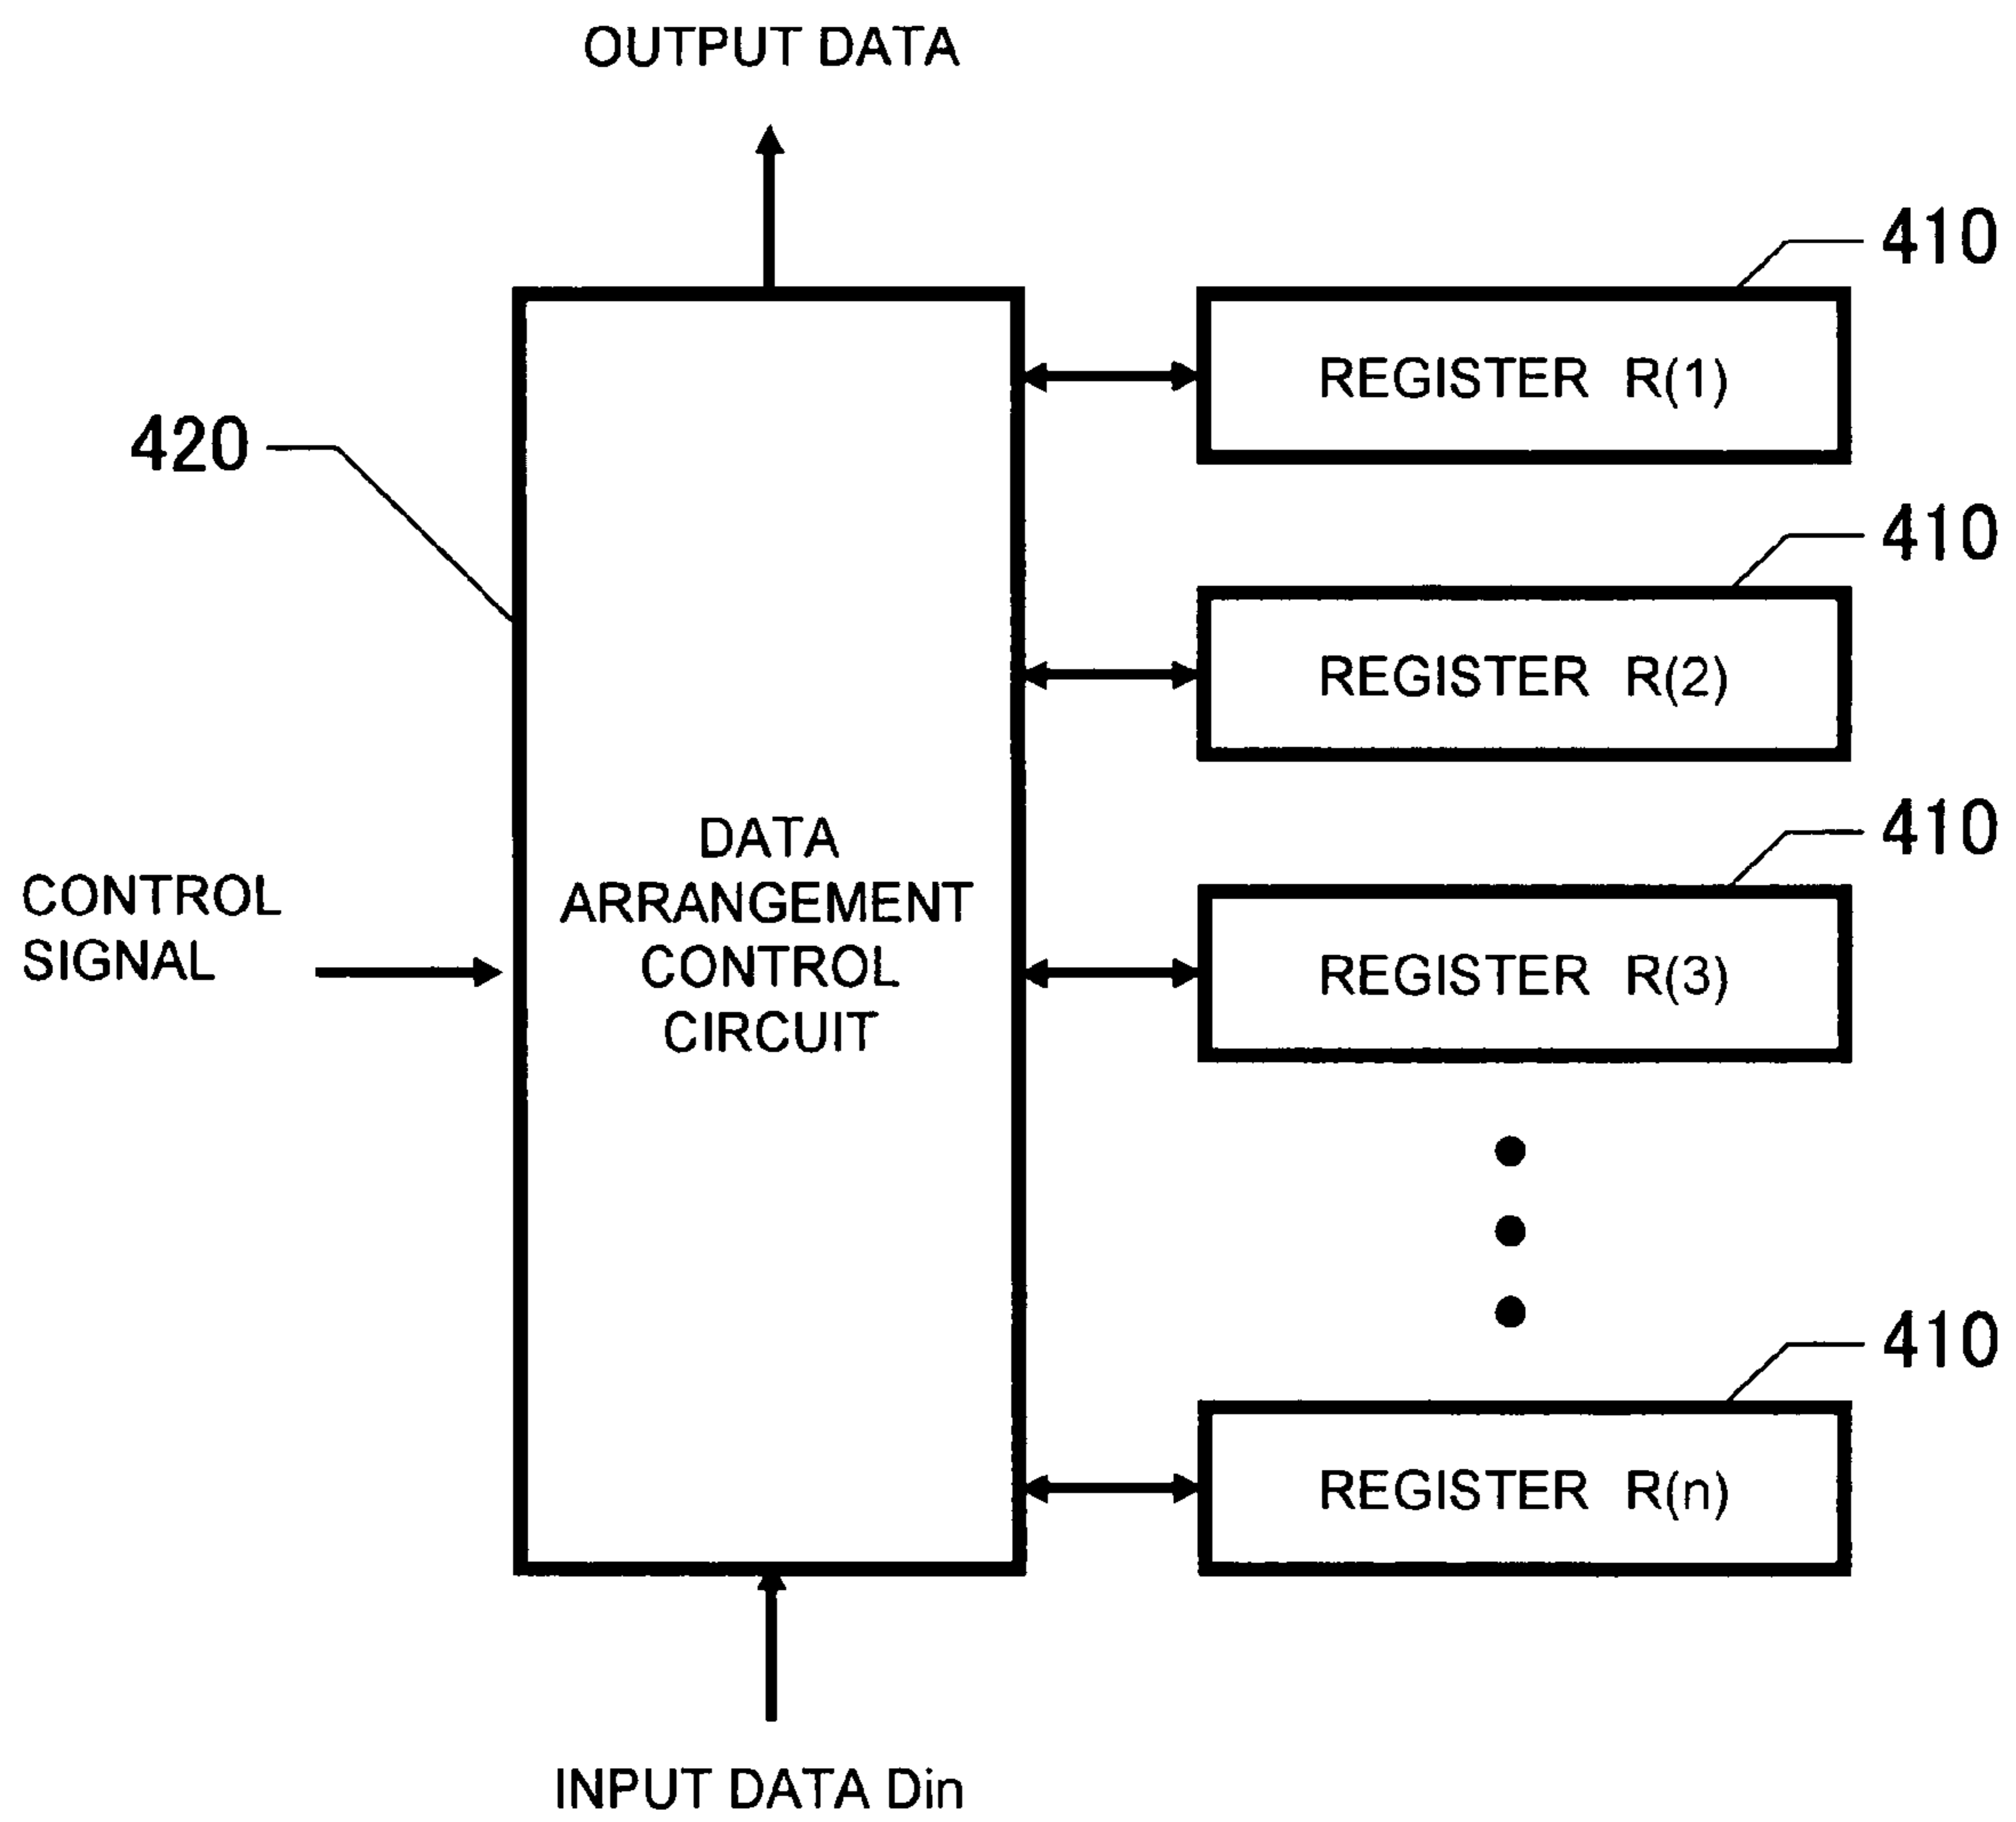 OUTPUT DATA
410
REGISTER R(1)
420
410
REGISTER R(2)
410
DATA
ARRANGEMENT
CONTROL
CIRCUIT
CONTROL
SIGNAL
REGISTER R(3)
410
REGISTER R(n)
INPUT DATA Din